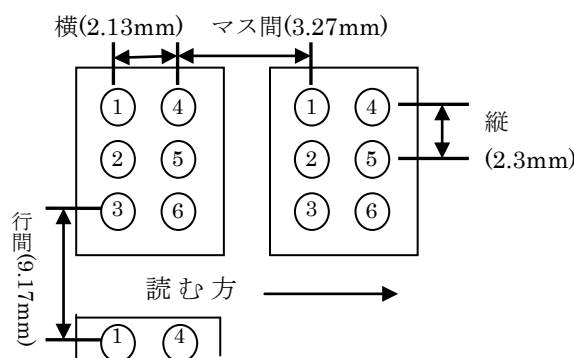 横(2.13mm) マス間(3.27mm)
① ④ ① ④
縦
② ⑤ ② ⑤
(2.3mm)
③ ⑥ ③ ⑥
行間(9.17mm)
読む方
① ④